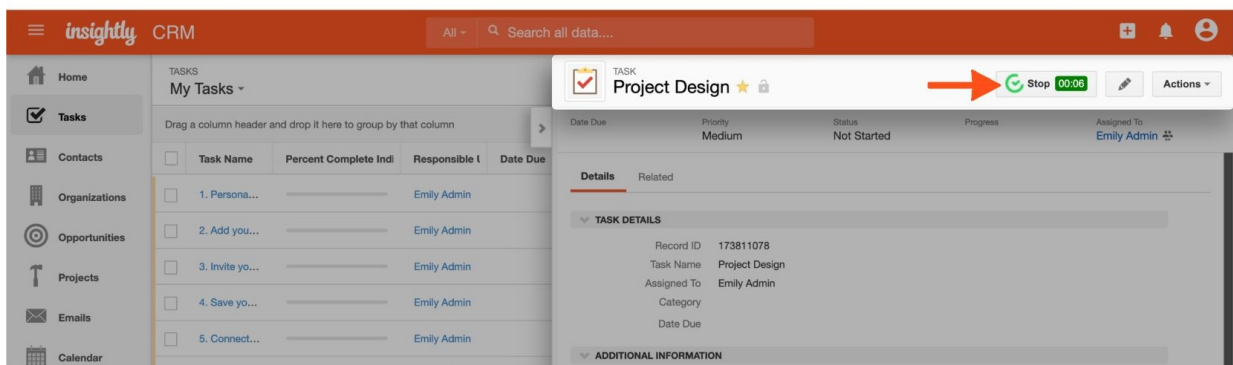 insightly CRM
All
Search all data....
Home
Tasks
Contacts
Organizations
Opportunities
Projects
Emails
Calendar
TASKS
My Tasks
Drag a column header and drop it here to group by that column
Task Name Percent Complete Indi Responsible U Date Due
1. Persona... Emily Admin
2. Add you... Emily Admin
3. Invite yo... Emily Admin
4. Save yo... Emily Admin
5. Connect... Emily Admin
TASK
Project Design
Stop 00:06
Actions
Date Due Priority Status Progress Assigned To
Medium Not Started Emily Admin
Details Related
TASK DETAILS
Record ID 173811078
Task Name Project Design
Assigned To Emily Admin
Category
Date Due
ADDITIONAL INFORMATION